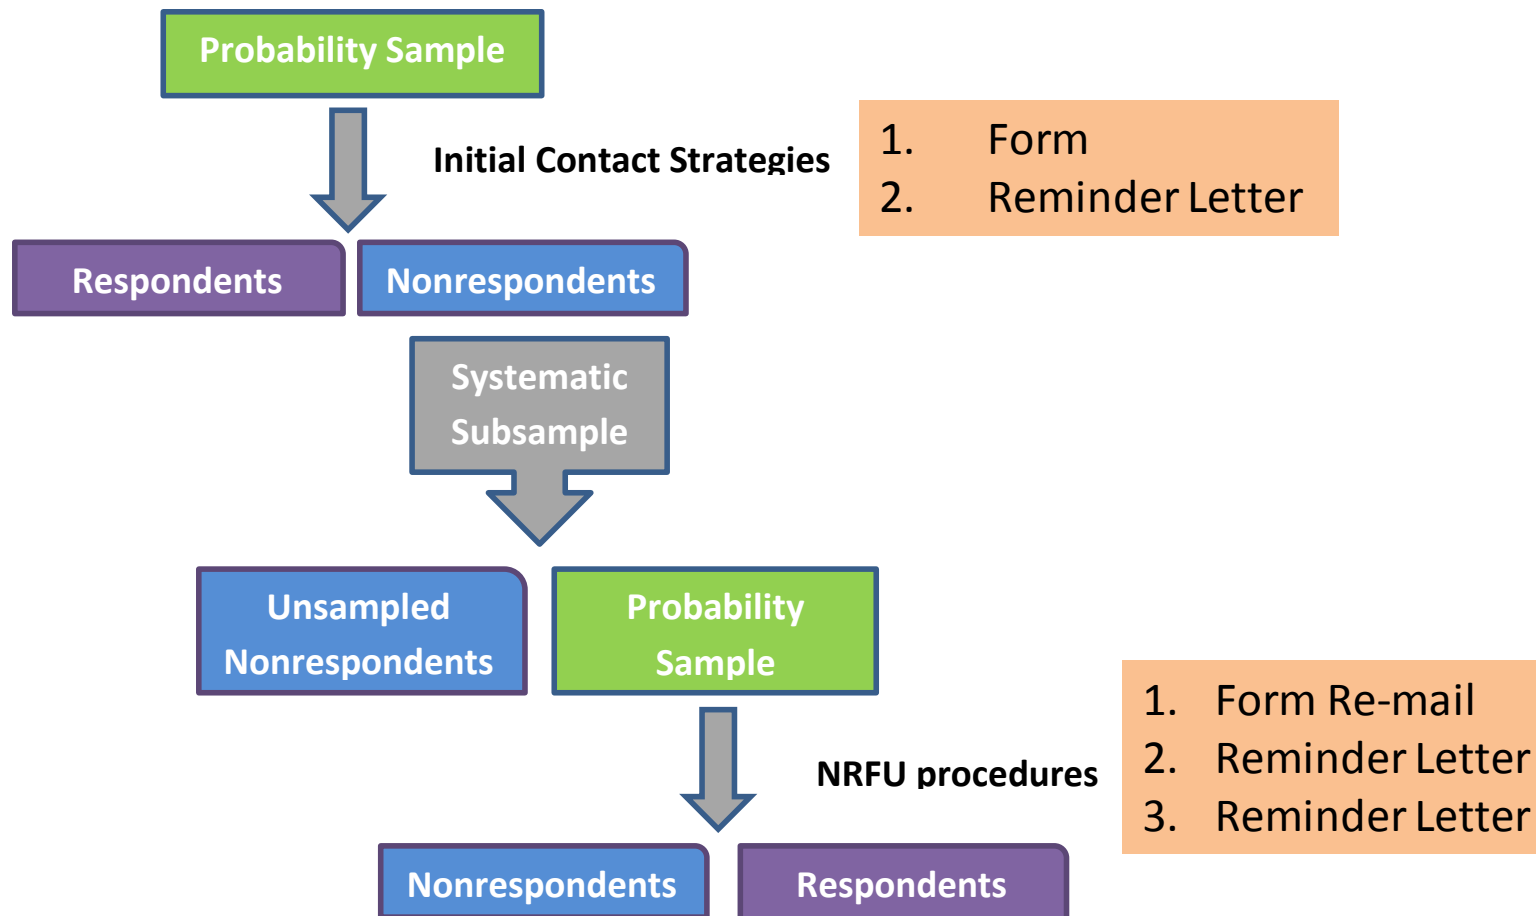 Probability Sample
Initial Contact Strategies
1. Form
2. Reminder Letter
Respondents
Nonrespondents
Systematic
Subsample
Unsampled
Nonrespondents
Probability
Sample
NRFU procedures
1. Form Re-mail
2. Reminder Letter
3. Reminder Letter
Nonrespondents
Respondents